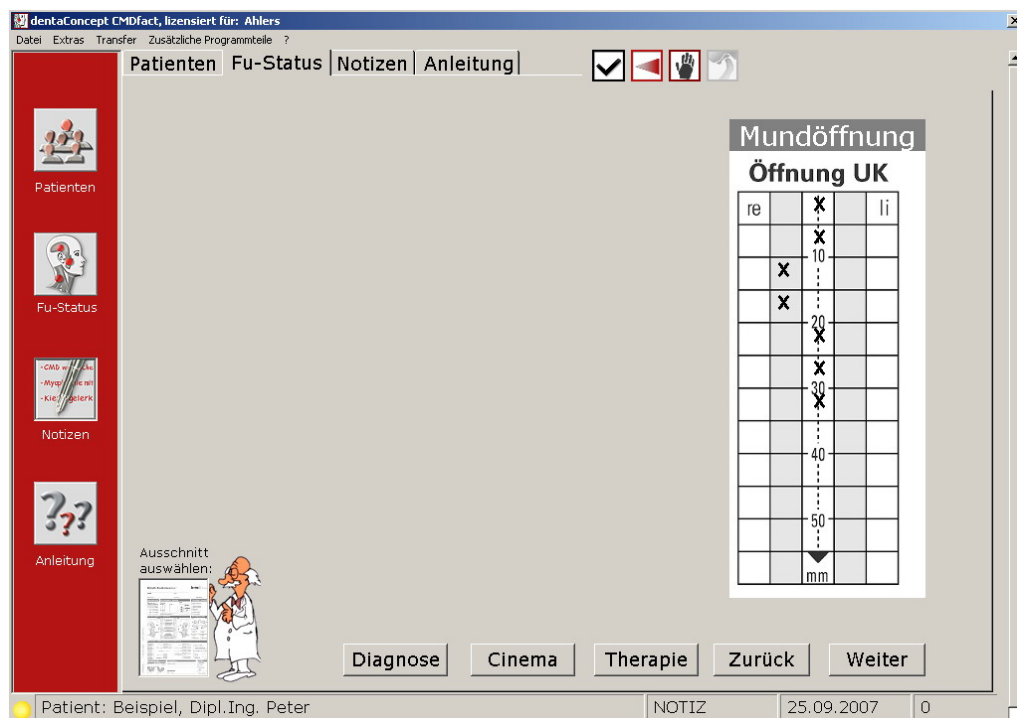 dentaConcept CMDfact, lizensiert für: Ahlers
Datei Extras Transfer Zusätzliche Programmteile ?
Patienten Fu-Status Notizen Anleitung
Patienten
Fu-Status
Notizen
Anleitung
Mundöffnung
Öffnung UK
re li
10
20
30
40
50
mm
Ausschnitt
auswählen:
Diagnose Cinema Therapie Zurück Weiter
Patient: Beispiel, Dipl.Ing. Peter NOTIZ 25.09.2007 0